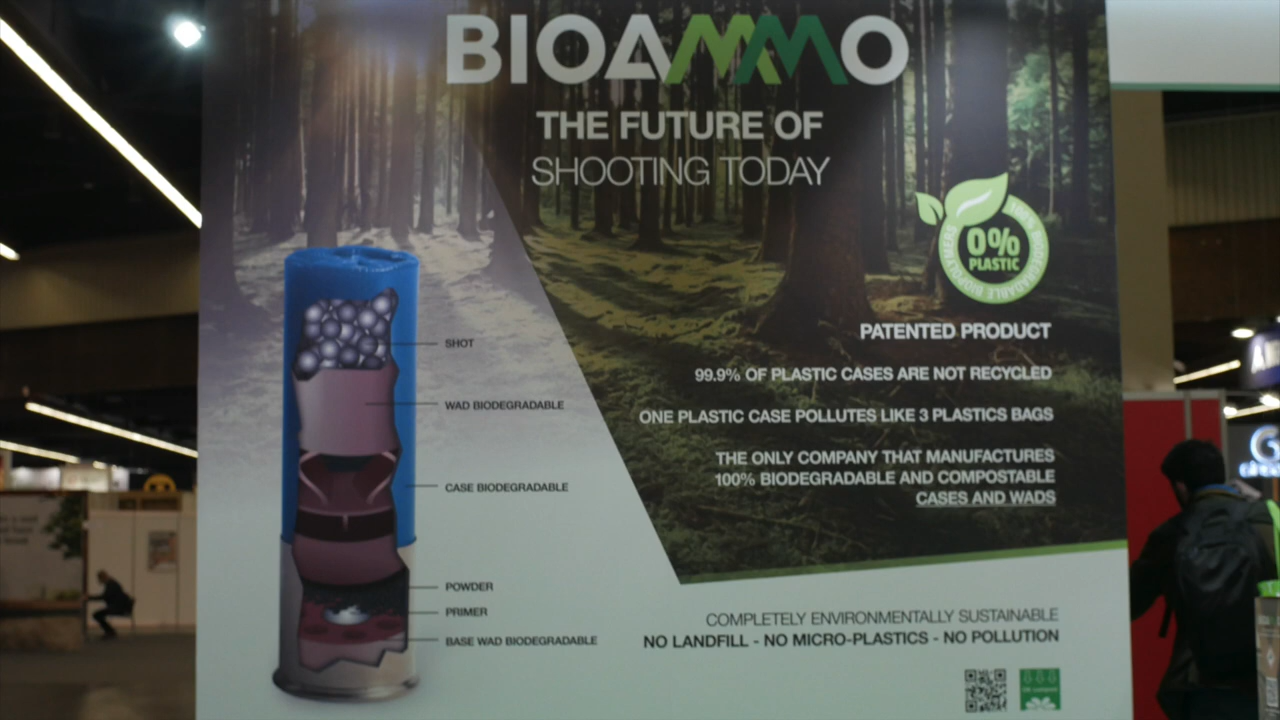 BIOAMMO
THE FUTURE OF
SHOOTING TODAY
0%
PLASTIC
PATENTED PRODUCT
99.9% OF PLASTIC CASES ARE NOT RECYCLED
ONE PLASTIC CASE POLLUTES LIKE 3 PLASTICS BAGS
THE ONLY COMPANY THAT MANUFACTURES
100% BIODEGRADABLE AND COMPOSTABLE
CASES AND WADS
SHOT
WAD BIODEGRADABLE
CASE BIODEGRADABLE
POWDER
PRIMER
BASE WAD BIODEGRADABLE
COMPLETELY ENVIRONMENTALLY SUSTAINABLE
NO LANDFILL - NO MICRO-PLASTICS - NO POLLUTION